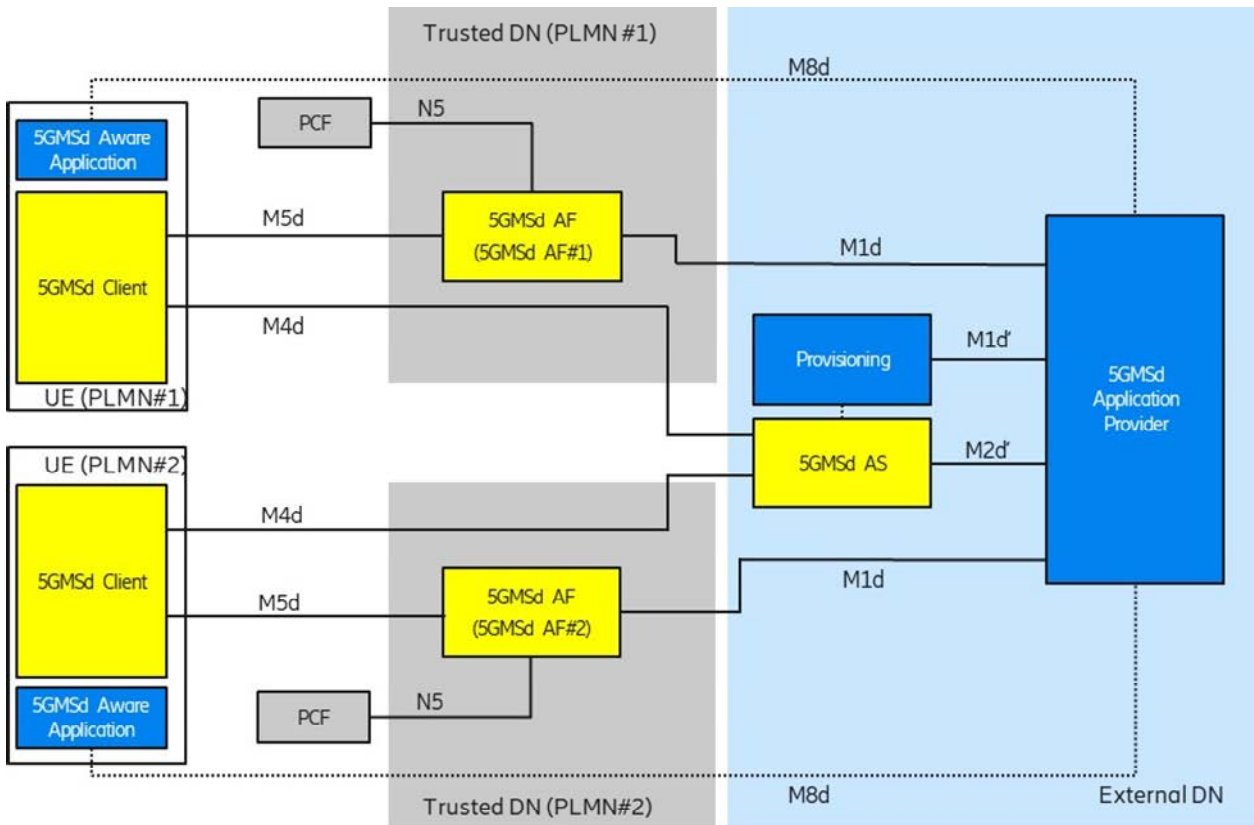 Trusted DN (PLMN #1)
M8d
N5
PCF
5GMSd Aware
Application
5GMSd AF
(5GMSd AF#1)
M5d
M1d
5GMSd Client
M4d
Provisioning
M1d'
5GMSd
Application
Provider
UE (PLMN#1)
UE (PLMN#2)
5GMSd AS
M2d'
M4d
5GMSd Client
M1d
5GMSd AF
(5GMSd AF#2)
M5d
N5
PCF
5GMSd Aware
Application
Trusted DN (PLMN#2)
M8d
External DN